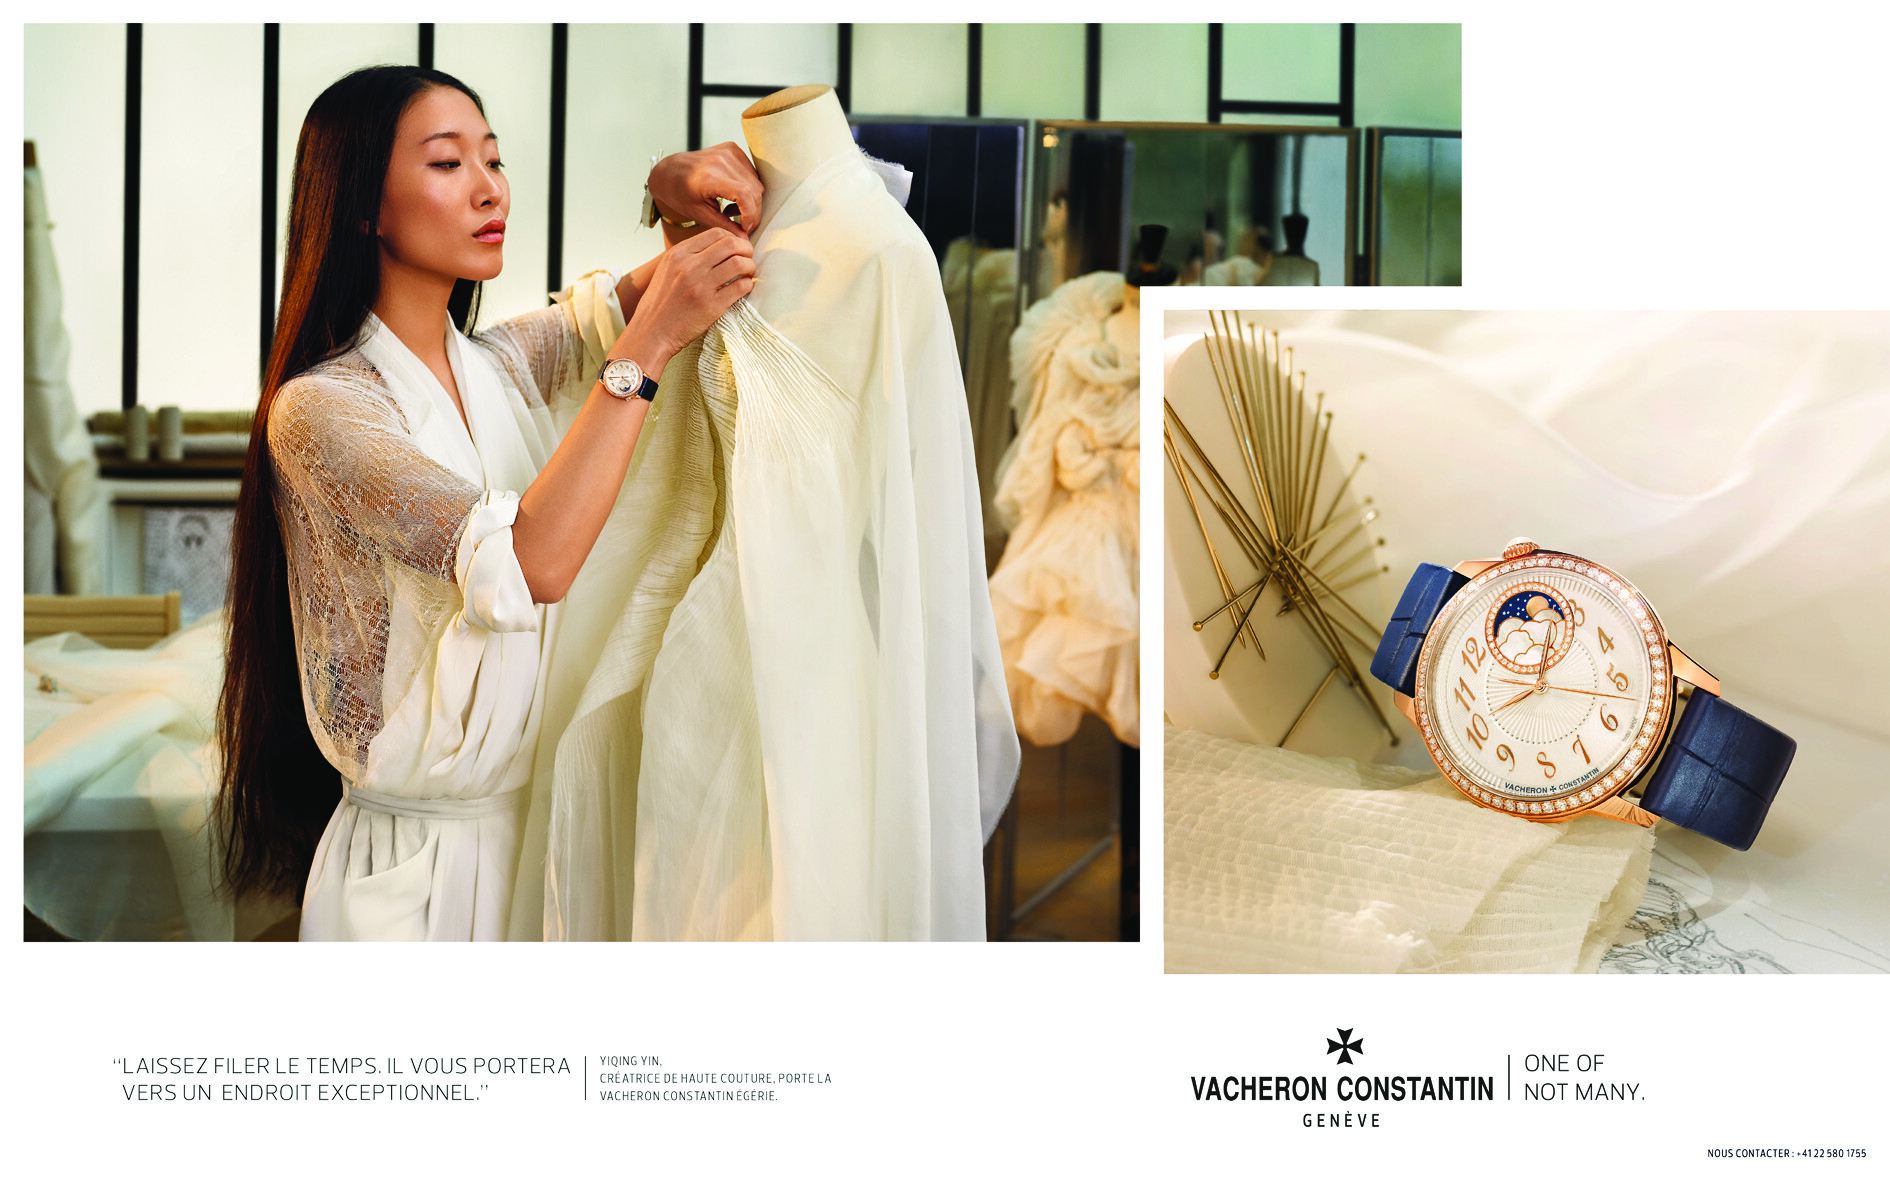 12
3
4
5
6
7
8
9
10
11
VACHERON CONSTANTIN
“LAISSEZ FILER LE TEMPS. IL VOUS PORTERA
VERS UN ENDROIT EXCEPTIONNEL.”
YIQING YIN,
CRÉATRICE DE HAUTE COUTURE, PORTE LA
VACHERON CONSTANTIN ÉGÉRIE.
VACHERON CONSTANTIN
GENÈVE
ONE OF
NOT MANY.
NOUS CONTACTER : +41 22 580 1755